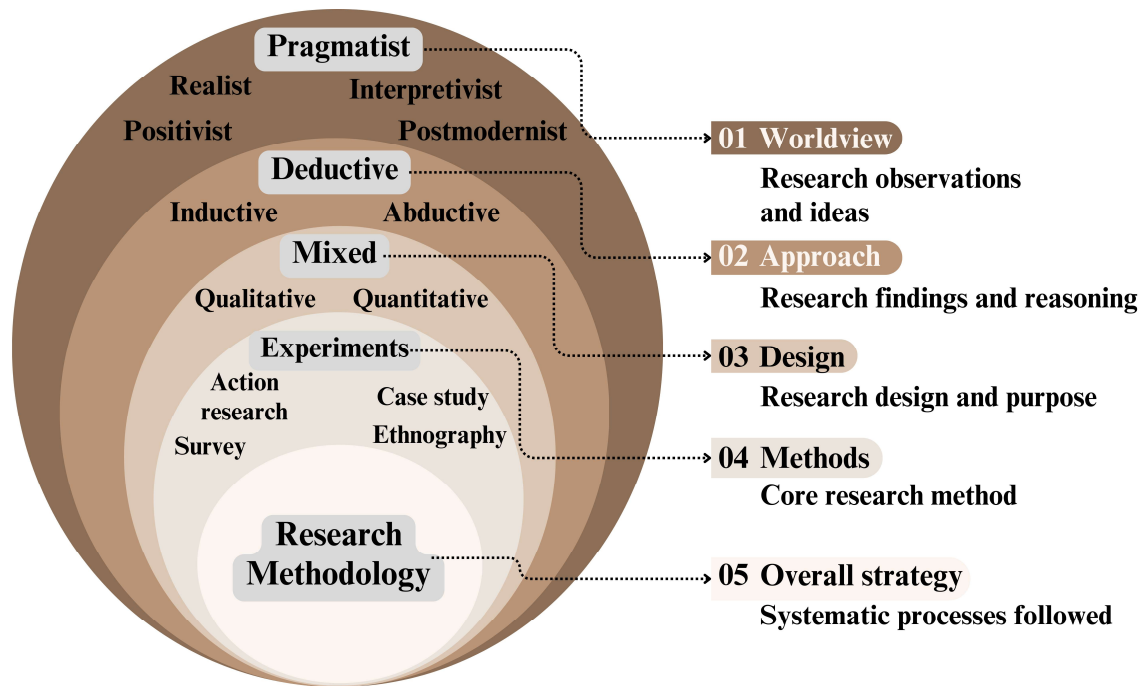 Pragmatist
Realist
Interpretivist
Positivist
Postmodernist
Deductive
Inductive
Abductive
Mixed
Qualitative
Quantitative
Experiments
Action
research
Case study
Survey
Ethnography
Research
Methodology
01 Worldview
Research observations
and ideas
02 Approach
Research findings and reasoning
03 Design
Research design and purpose
04 Methods
Core research method
05 Overall strategy
Systematic processes followed